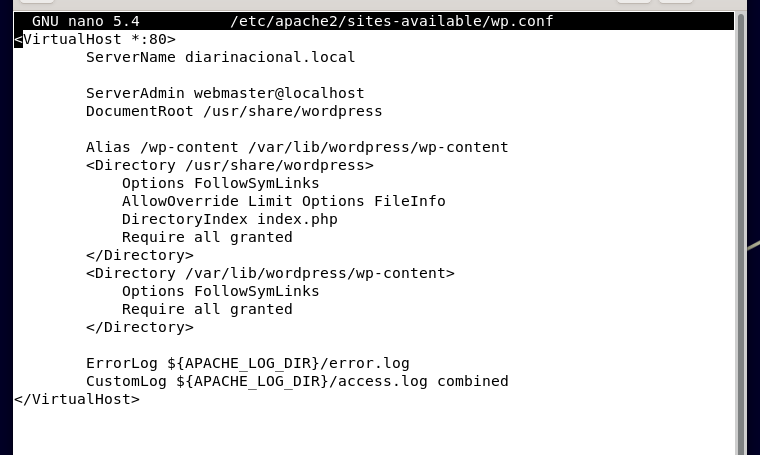 GNU nano 5.4 /etc/apache2/sites-available/wp.conf
<VirtualHost *:80>
ServerName diarinacional.local
ServerAdmin webmaster@localhost
DocumentRoot /usr/share/wordpress
Alias /wp-content /var/lib/wordpress/wp-content
<Directory /usr/share/wordpress>
Options FollowSymLinks
AllowOverride Limit Options FileInfo
DirectoryIndex index.php
Require all granted
</Directory>
<Directory /var/lib/wordpress/wp-content>
Options FollowSymLinks
Require all granted
</Directory>
ErrorLog ${APACHE_LOG_DIR}/error.log
CustomLog ${APACHE_LOG_DIR}/access.log combined
</VirtualHost>